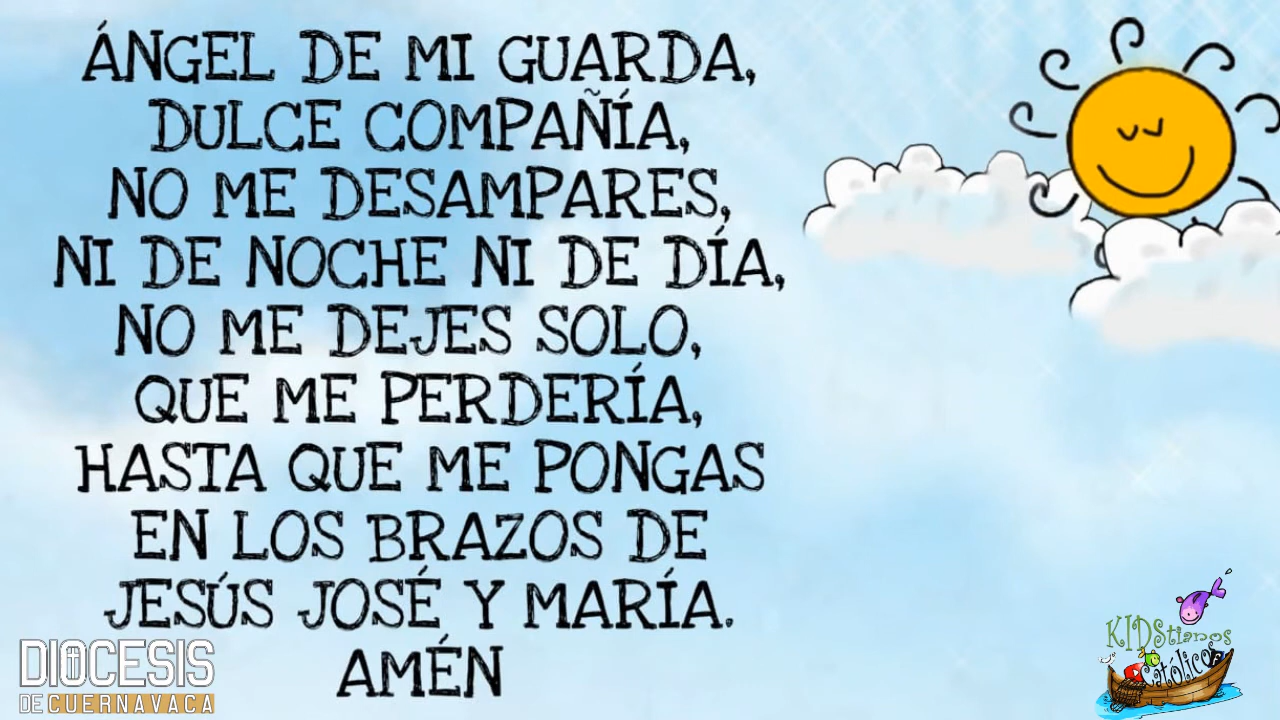 ÁNGEL DE MI GUARDA,
DULCE COMPAÑÍA,
NO ME DESAMPARES,
NI DE NOCHE NI DE DÍA,
NO ME DEJES SOLO,
QUE ME PERDERÍA,
HASTA QUE ME PONGAS
EN LOS BRAZOS DE
JESÚS JOSÉ Y MARÍA.
AMÉN
DIOCESIS
DE CUERNAVACA
KIDStianos
Católicos